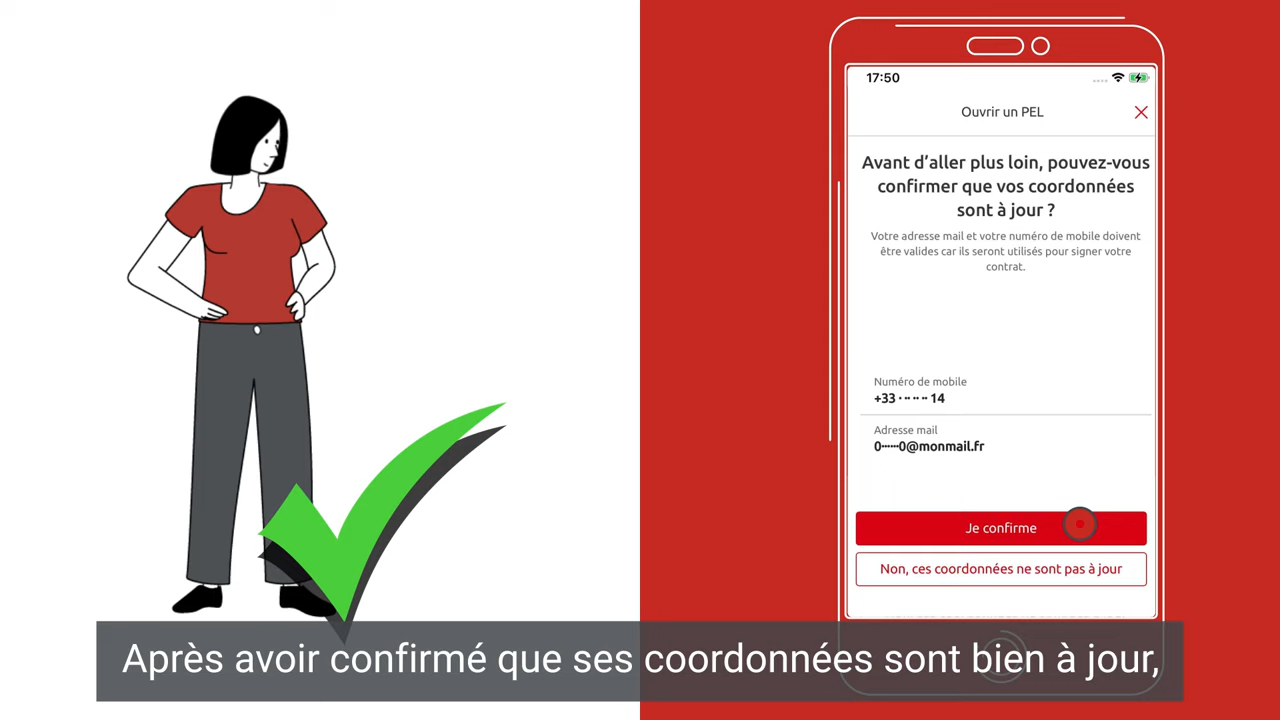 17:50
Ouvrir un PEL
Avant d'aller plus loin, pouvez-vous
confirmer que vos coordonnées
sont à jour ?
Votre adresse mail et votre numéro de mobile doivent
être valides car ils seront utilisés pour signer votre
contrat.
Numéro de mobile
+33 · ·· ·· ·· 14
Adresse mail
0······0@monmail.fr
Je confirme
Non, ces coordonnées ne sont pas à jour
Après avoir confirmé que ses coordonnées sont bien à jour,